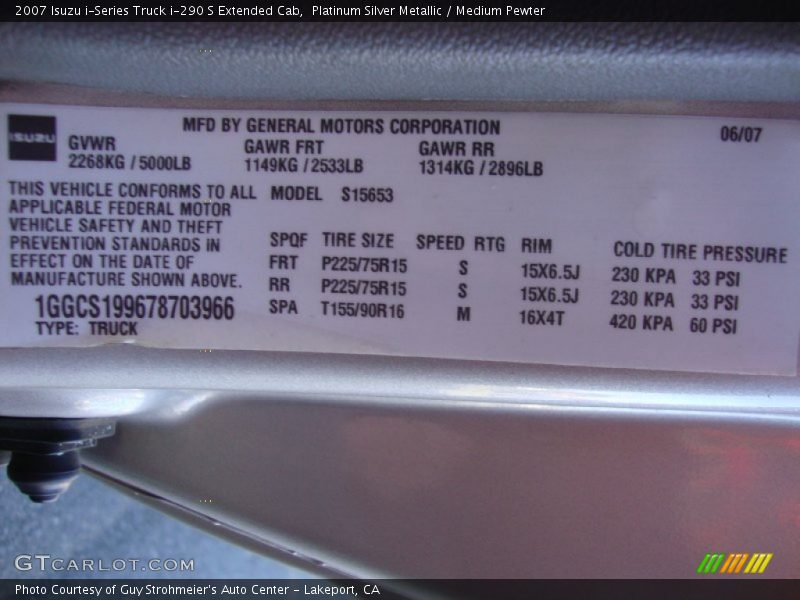 2007 Isuzu i-Series Truck i-290 S Extended Cab,  Platinum Silver Metallic / Medium Pewter
ISUZU
MFD BY GENERAL MOTORS CORPORATION
06/07
GVWR
GAWR FRT
GAWR RR
2268KG / 5000LB
1149KG / 2533LB
1314KG / 2896LB
THIS VEHICLE CONFORMS TO ALL
APPLICABLE FEDERAL MOTOR
VEHICLE SAFETY AND THEFT
PREVENTION STANDARDS IN
EFFECT ON THE DATE OF
MANUFACTURE SHOWN ABOVE.
1GGCS199678703966
TYPE: TRUCK
MODEL S15653
SPQF TIRE SIZE SPEED RTG RIM COLD TIRE PRESSURE
FRT P225/75R15 S 15X6.5J 230 KPA 33 PSI
RR P225/75R15 S 15X6.5J 230 KPA 33 PSI
SPA T155/90R16 M 16X4T 420 KPA 60 PSI
GTCARLOT.COM
Photo Courtesy of Guy Strohmeier's Auto Center - Lakeport, CA